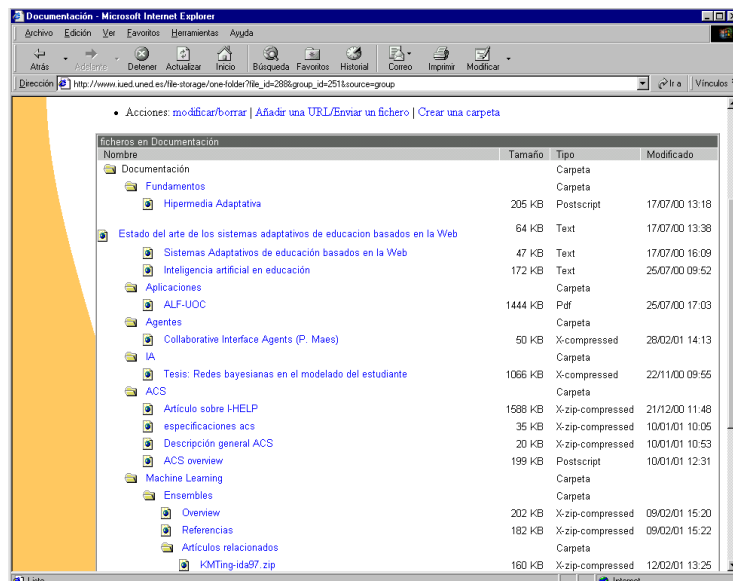 Documentación - Microsoft Internet Explorer
Archivo Edición Ver Favoritos Herramientas Ayuda
Atrás Adelante Detener Actualizar Inicio Búsqueda Favoritos Historial Correo Imprimir Modificar
Dirección http://www.iued.uned.es/file-storage/one-folder?file_id=288&group_id=251&source=group Ir a Vínculos
• Acciones: modificar/borrar | Añadir una URL/Enviar un fichero | Crear una carpeta
ficheros en Documentación
Nombre Tamaño Tipo Modificado
Documentación Carpeta
Fundamentos Carpeta
Hipermedia Adaptativa 205 KB Postscript 17/07/00 13:18
Estado del arte de los sistemas adaptativos de educacion basados en la Web 64 KB Text 17/07/00 13:38
Sistemas Adaptativos de educación basados en la Web 47 KB Text 17/07/00 16:09
Inteligencia artificial en educación 172 KB Text 25/07/00 09:52
Aplicaciones Carpeta
ALF-UOC 1444 KB Pdf 25/07/00 17:03
Agentes Carpeta
Collaborative Interface Agents (P. Maes) 50 KB X-compressed 28/02/01 14:13
IA Carpeta
Tesis: Redes bayesianas en el modelado del estudiante 1066 KB X-compressed 22/11/00 09:55
ACS Carpeta
Artículo sobre I-HELP 1588 KB X-zip-compressed 21/12/00 11:48
especificaciones acs 35 KB X-zip-compressed 10/01/01 10:05
Descripción general ACS 20 KB X-zip-compressed 10/01/01 10:53
ACS overview 199 KB Postscript 10/01/01 12:31
Machine Learning Carpeta
Ensembles Carpeta
Overview 202 KB X-zip-compressed 09/02/01 15:20
Referencias 182 KB X-zip-compressed 09/02/01 15:22
Artículos relacionados Carpeta
KMTing-ida97.zip 160 KB X-zip-compressed 12/02/01 13:25
Listo Internet